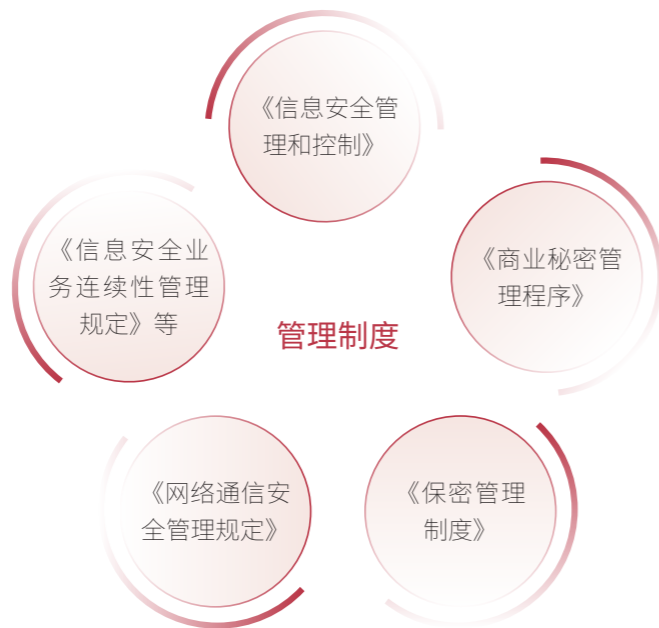 《信息安全管
理和控制》
《商业秘密管
理程序》
《保密管理
制度》
《网络通信安
全管理规定》
《信息安全业
务连续性管理
规定》等
管理制度